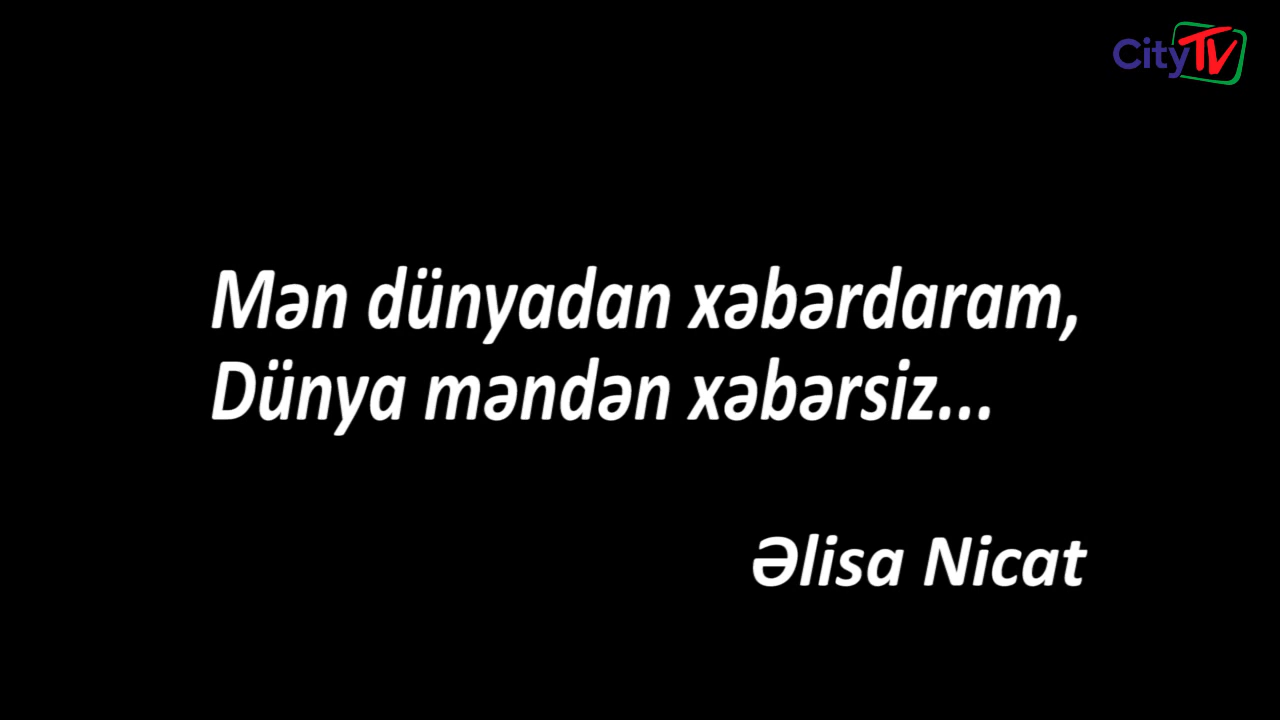 CityTV
Mən dünyadan xəbərdaram,
Dünya məndən xəbərsiz...
Əlisa Nicat